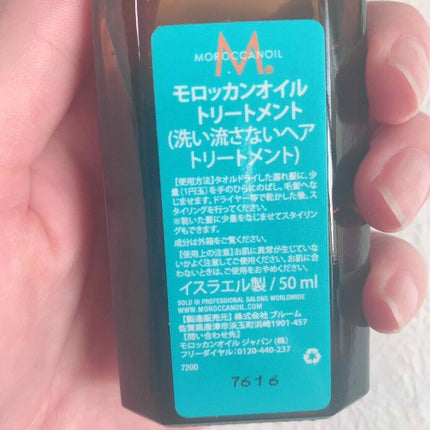 M.
MOROCCANOIL
モロッカンオイル
トリートメント
(洗い流さないヘア
トリートメント)
【使用方法】タオルドライした濡れ髪に、少
量(1円玉)を手のひらにのばし、毛髪へな
じませます。ドライヤー等で乾かした後、ス
タイリングを行ってください。
※乾いた髪に少量をなじませてスタイリン
グもできます。
成分は外箱をご覧ください。
【使用上の注意】お肌に異常が生じていな
いかよく注意してご使用ください。お肌に合
わないときは、ご使用をおやめください。
イスラエル製/50 ml
SOLD IN PROFESSIONAL SALONS WORLDWIDE
WWW.MOROCCANOIL.COM
【製造販売元】株式会社 ブルーム
佐賀県唐津市浜玉町浜崎1901-457
【問い合わせ先】
モロッカンオイル ジャパン(株)
フリーダイヤル:0120-440-237
7200
7616